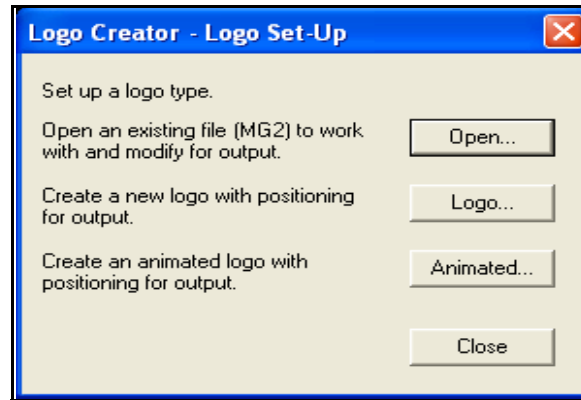 Logo Creator - Logo Set-Up
Set up a logo type.
Open an existing file (MG2) to work
with and modify for output.
Open...
Create a new logo with positioning
for output.
Logo...
Create an animated logo with
positioning for output.
Animated...
Close